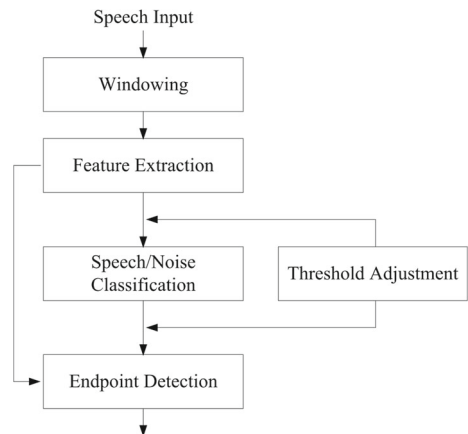 Speech Input
Windowing
Feature Extraction
Speech/Noise
Classification
Threshold Adjustment
Endpoint Detection